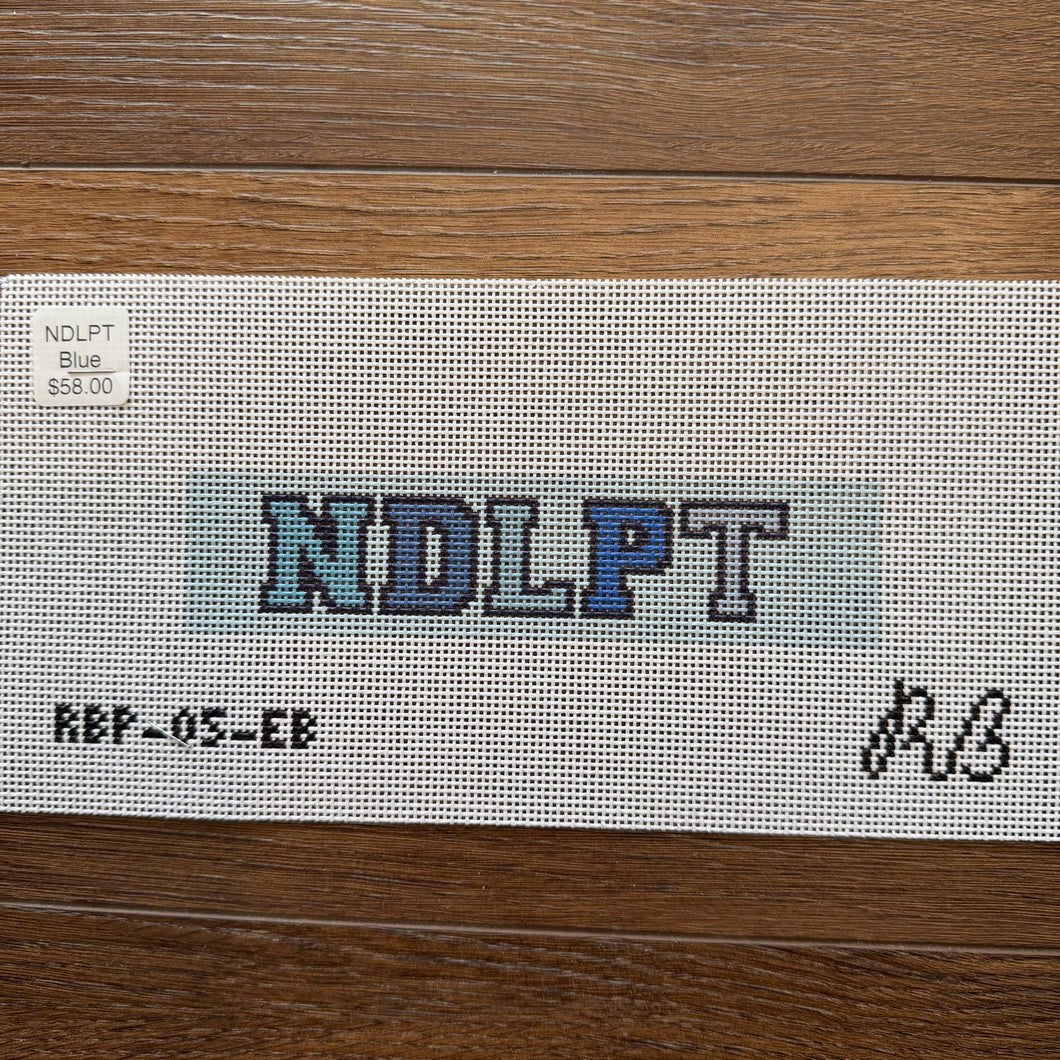 NDLPT
Blue
$58.00
NDLPT
RBP-05-EB
RB